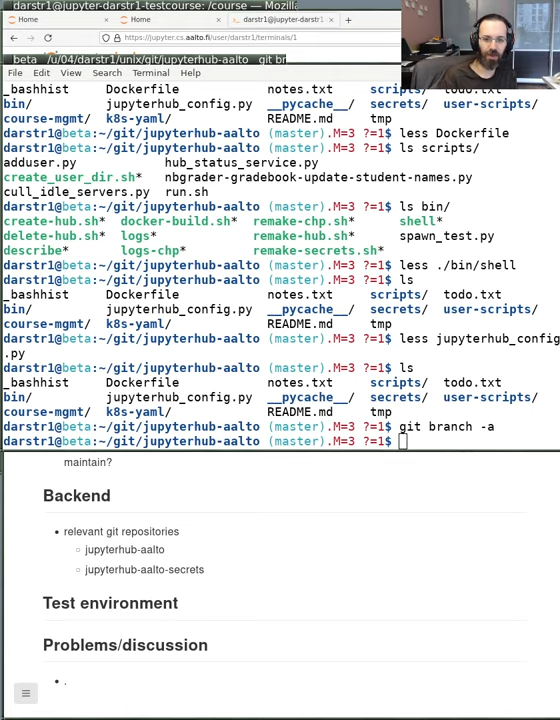 darstr1@jupyter-darstr1-testcourse: /course — Mozilla
Home
Home
darstr1@jupyter-darstr1-testc
https://jupyter.cs.aalto.fi/user/darstr1/terminals/1
beta /u/04/darstr1/unix/git/jupyterhub-aalto git br
File Edit View Search Terminal Help
_bashhist Dockerfile notes.txt scripts/ todo.txt
bin/ jupyterhub_config.py __pycache__/ secrets/ user-scripts/
course-mgmt/ k8s-yaml/ README.md tmp
darstr1@beta:~/git/jupyterhub-aalto (master).M=3 ?=1$ less Dockerfile
darstr1@beta:~/git/jupyterhub-aalto (master).M=3 ?=1$ ls scripts/
adduser.py hub_status_service.py
create_user_dir.sh* nbgrader-gradebook-update-student-names.py
cull_idle_servers.py run.sh
darstr1@beta:~/git/jupyterhub-aalto (master).M=3 ?=1$ ls bin/
create-hub.sh* docker-build.sh* remake-chp.sh* shell*
delete-hub.sh* logs* remake-hub.sh* spawn_test.py
describe* logs-chp* remake-secrets.sh*
darstr1@beta:~/git/jupyterhub-aalto (master).M=3 ?=1$ less ./bin/shell
darstr1@beta:~/git/jupyterhub-aalto (master).M=3 ?=1$ ls
_bashhist Dockerfile notes.txt scripts/ todo.txt
bin/ jupyterhub_config.py __pycache__/ secrets/ user-scripts/
course-mgmt/ k8s-yaml/ README.md tmp
darstr1@beta:~/git/jupyterhub-aalto (master).M=3 ?=1$ less jupyterhub_config
.py
darstr1@beta:~/git/jupyterhub-aalto (master).M=3 ?=1$ ls
_bashhist Dockerfile notes.txt scripts/ todo.txt
bin/ jupyterhub_config.py __pycache__/ secrets/ user-scripts/
course-mgmt/ k8s-yaml/ README.md tmp
darstr1@beta:~/git/jupyterhub-aalto (master).M=3 ?=1$ git branch -a
darstr1@beta:~/git/jupyterhub-aalto (master).M=3 ?=1$
maintain?
Backend
• relevant git repositories
◦ jupyterhub-aalto
◦ jupyterhub-aalto-secrets
Test environment
Problems/discussion
• .